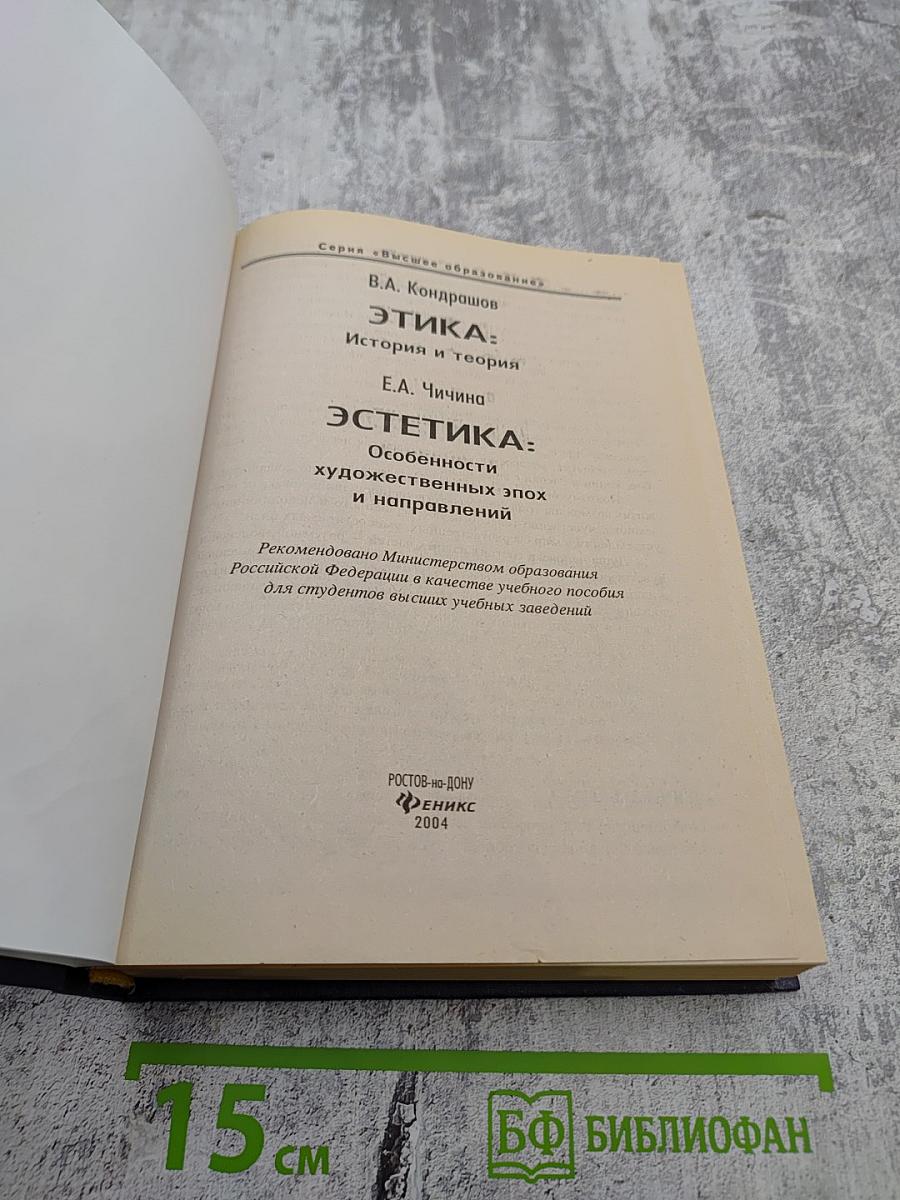 Серия «Высшее образование»
В.А. Кондрашов
ЭТИКА:
История и теория
Е.А. Чичина
ЭСТЕТИКА:
Особенности
художественных эпох
и направлений
Рекомендовано Министерством образования
Российской Федерации в качестве учебного пособия
для студентов высших учебных заведений
РОСТОВ-на-ДОНУ
ФЕНИКС
2004
15 см
БФ БИБЛИОФАН